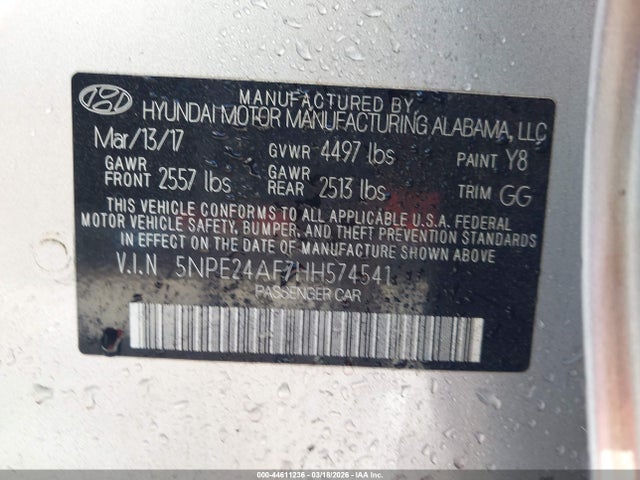 MANUFACTURED BY
HYUNDAI MOTOR MANUFACTURING ALABAMA, LLC
Mar/13/17 GVWR 4497 lbs PAINT Y8
GAWR FRONT 2557 lbs GAWR REAR 2513 lbs TRIM GG
THIS VEHICLE CONFORMS TO ALL APPLICABLE U.S.A. FEDERAL
MOTOR VEHICLE SAFETY, BUMPER, AND THEFT PREVENTION STANDARDS
IN EFFECT ON THE DATE OF MANUFACTURE SHOWN ABOVE.
V.I.N 5NPE24AF7HH574541
PASSENGER CAR
000-44611236 | 03/18/2026 - IAAI.COM